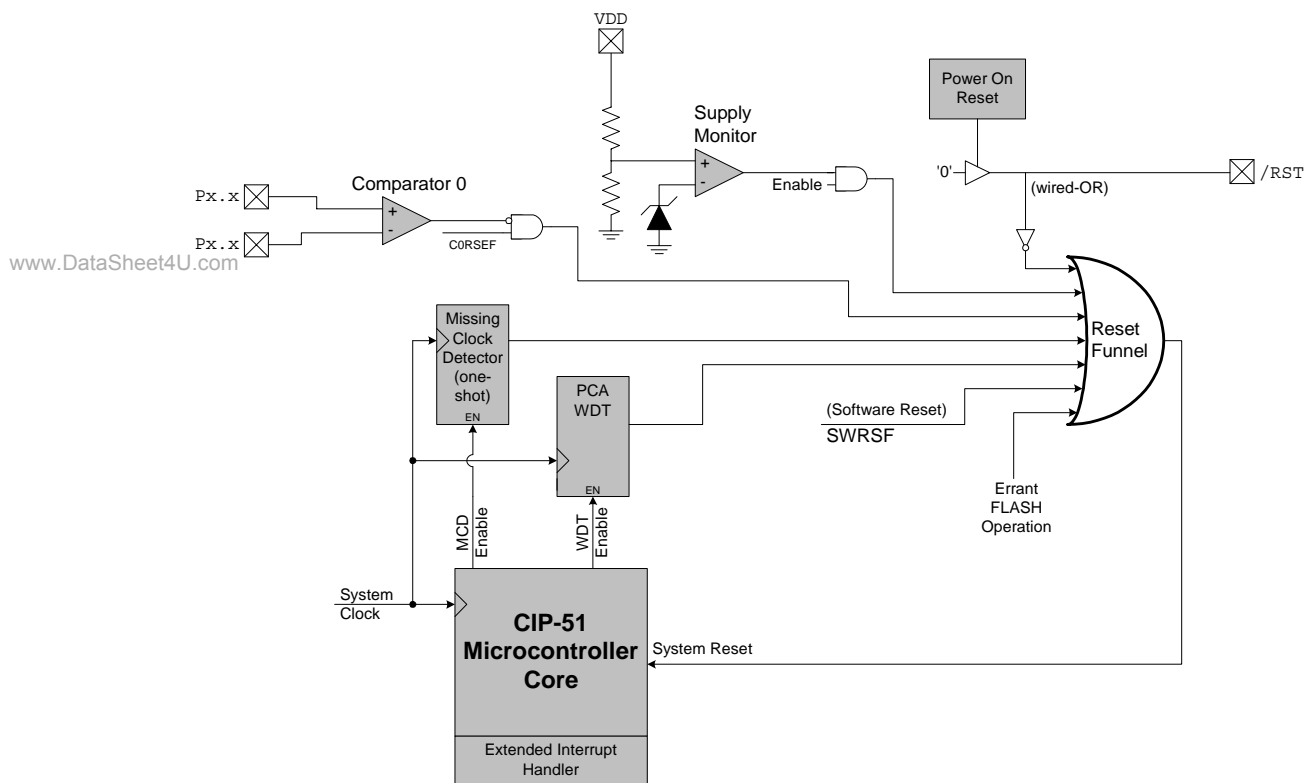 VDD
Power On
Reset
Supply
Monitor
+
-
Enable
'0'
(wired-OR)
/RST
Comparator 0
Px.x
+
-
Px.x
C0RSEF
www.DataSheet4U.com
Missing
Clock
Detector
(one-
shot)
EN
PCA
WDT
EN
Reset
Funnel
(Software Reset)
SWRSF
Errant
FLASH
Operation
MCD
Enable
WDT
Enable
System
Clock
CIP-51
Microcontroller
Core
System Reset
Extended Interrupt
Handler